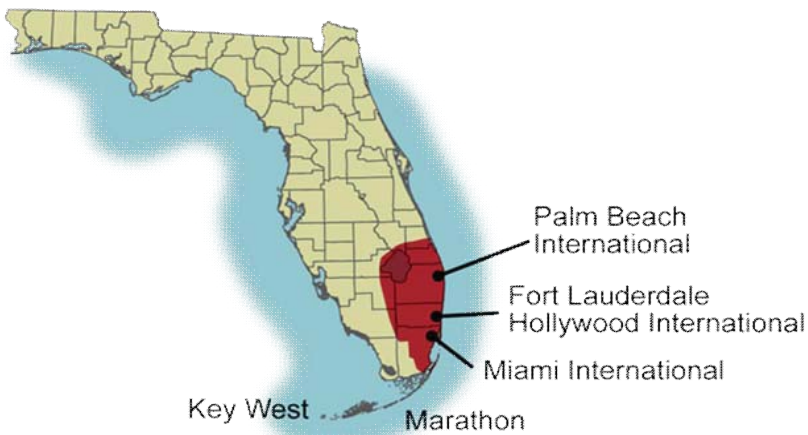 Palm Beach
International
Fort Lauderdale
Hollywood International
Miami International
Key West
Marathon